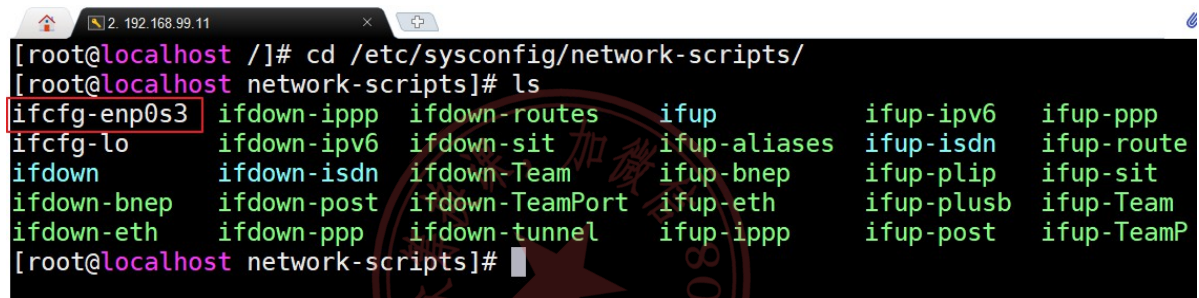 2. 192.168.99.11
[root@localhost /]# cd /etc/sysconfig/network-scripts/
[root@localhost network-scripts]# ls
ifcfg-enp0s3 ifdown-ippp ifdown-routes ifup ifup-ipv6 ifup-ppp
ifcfg-lo ifdown-ipv6 ifdown-sit ifup-aliases ifup-isdn ifup-route
ifdown ifdown-isdn ifdown-Team ifup-bnep ifup-plip ifup-sit
ifdown-bnep ifdown-post ifdown-TeamPort ifup-eth ifup-plusb ifup-Team
ifdown-eth ifdown-ppp ifdown-tunnel ifup-ippp ifup-post ifup-TeamP
[root@localhost network-scripts]#
加微信